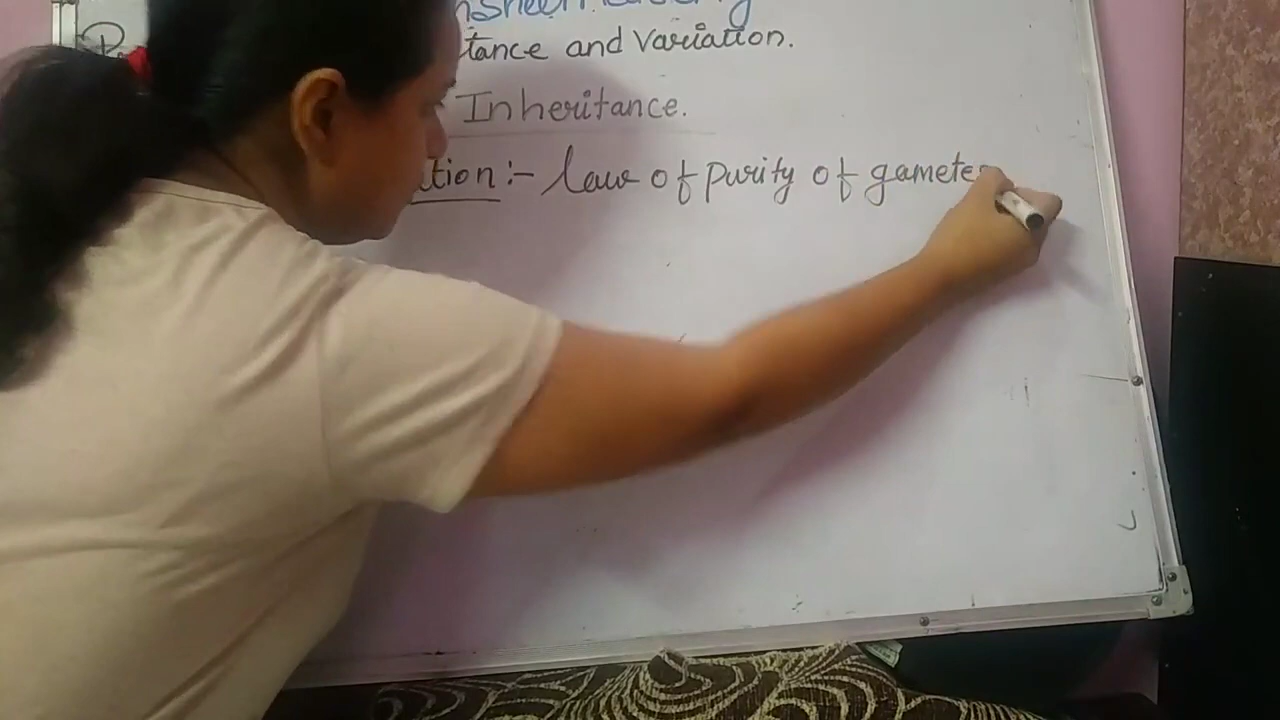 tance and Variation.
Inheritance.
tion :- law of purity of gamete